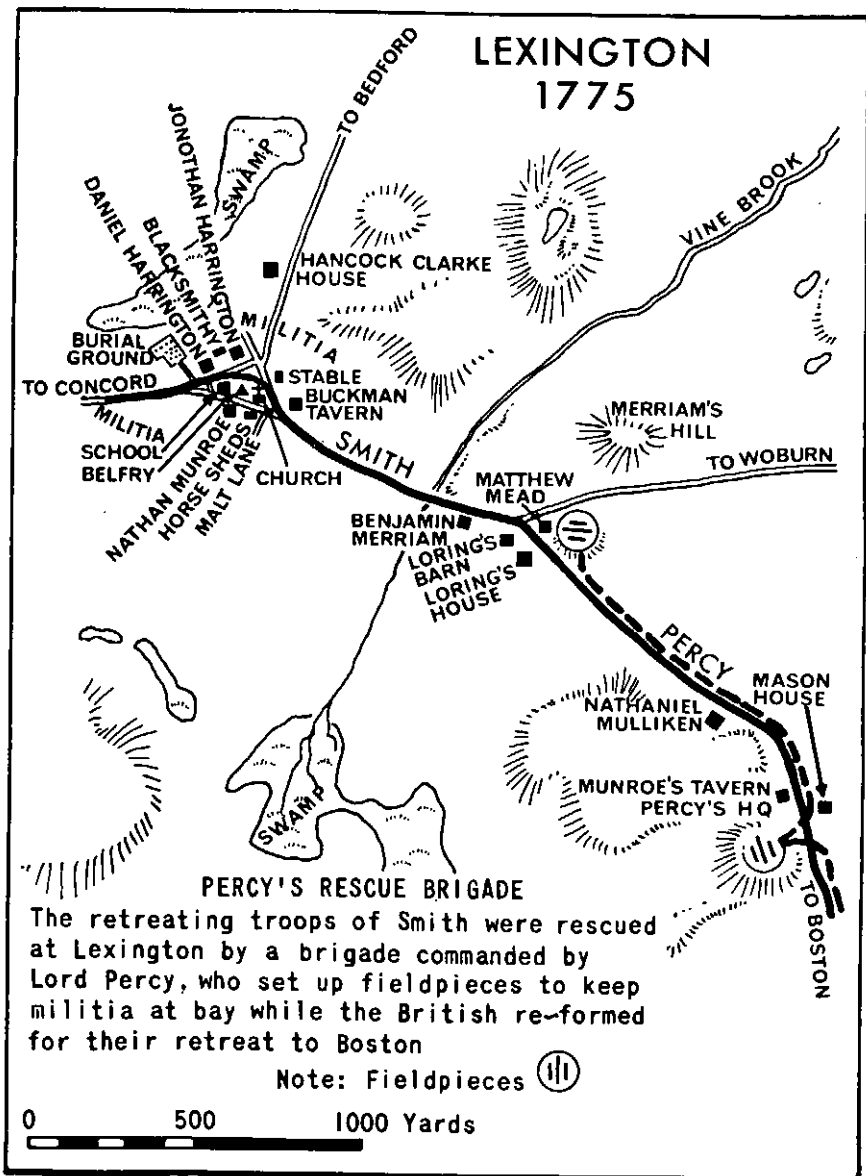 LEXINGTON
1775
TO BEDFORD
SWAMP
JONOTHAN HARRINGTON
BLACKSMITHY
DANIEL HARRINGTON
VINE BROOK
HANCOCK CLARKE
HOUSE
MILITIA
BURIAL
GROUND
TO CONCORD
STABLE
BUCKMAN
TAVERN
MILITIA
SCHOOL
BELFRY
NATHAN MUNROE
HORSE SHEDS
MALT LANE
CHURCH
SMITH
MERRIAM'S
HILL
TO WOBURN
MATTHEW
MEAD
BENJAMIN
MERRIAM
LORING'S
BARN
LORING'S
HOUSE
PERCY
MASON
HOUSE
NATHANIEL
MULLIKEN
MUNROE'S TAVERN
PERCY'S HQ
SWAMP
TO BOSTON
PERCY'S RESCUE BRIGADE
The retreating troops of Smith were rescued
at Lexington by a brigade commanded by
Lord Percy, who set up fieldpieces to keep
militia at bay while the British re-formed
for their retreat to Boston
Note: Fieldpieces
0 500 1000 Yards